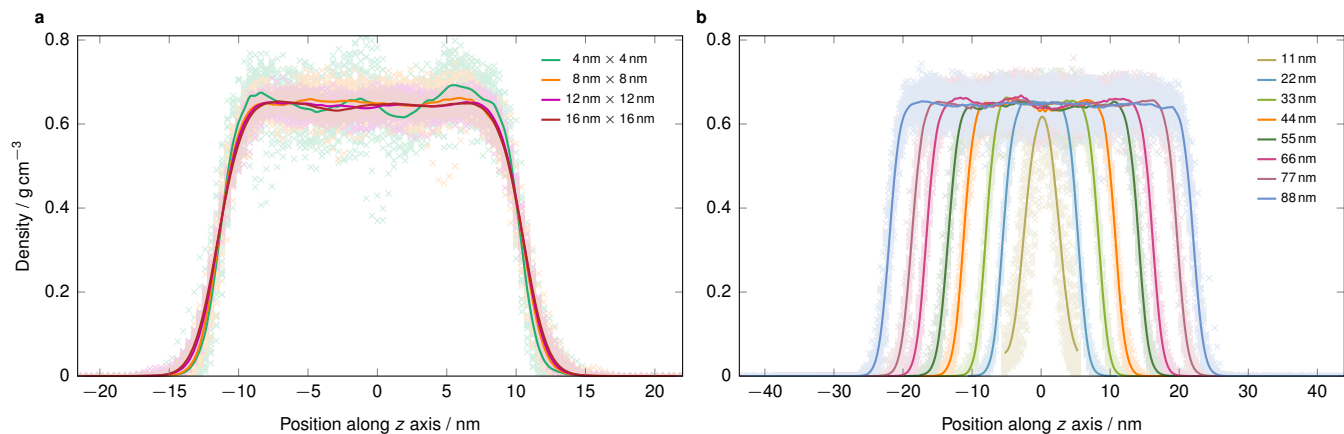 a
b
0.8
0.6
0.4
0.2
0
Density / g cm⁻³
4 nm × 4 nm
8 nm × 8 nm
12 nm × 12 nm
16 nm × 16 nm
−20 −15 −10 −5 0 5 10 15 20
Position along z axis / nm
0.8
0.6
0.4
0.2
0
11 nm
22 nm
33 nm
44 nm
55 nm
66 nm
77 nm
88 nm
−40 −30 −20 −10 0 10 20 30 40
Position along z axis / nm